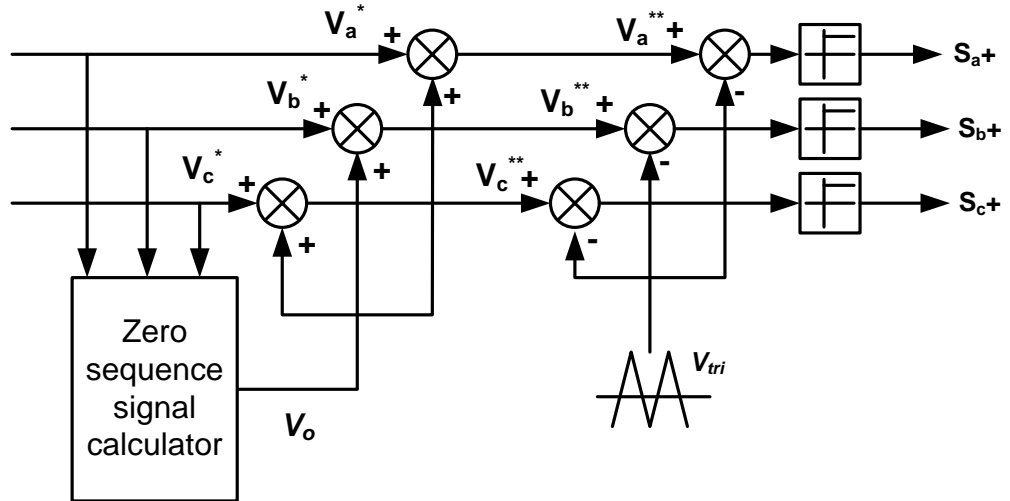 Va* + Va**+ Sa+
+ -
Vb* + Vb**+ Sb+
+ -
Vc* + Vc**+ Sc+
+ -
Zero
sequence
signal
calculator
Vo
Vtri